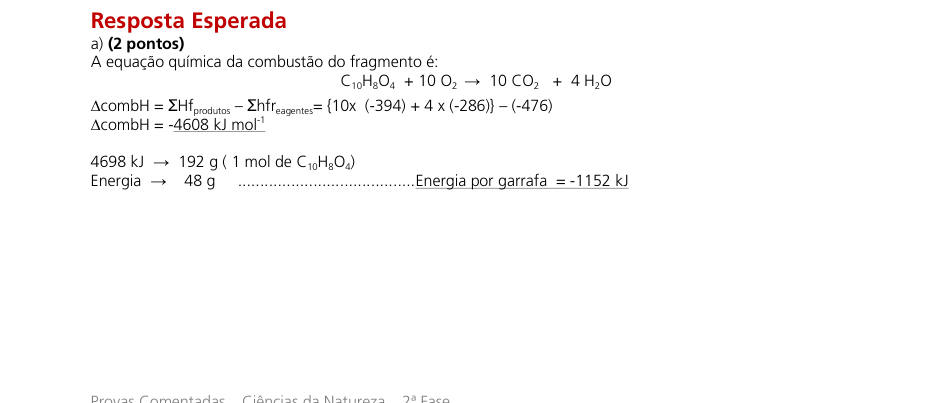 Resposta Esperada
a) (2 pontos)
A equação química da combustão do fragmento é:
C10H8O4 + 10 O2 → 10 CO2 + 4 H2O
ΔcombH = ΣHfprodutos – Σhfreagentes= {10x (-394) + 4 x (-286)} – (-476)
ΔcombH = -4608 kJ mol-1
4698 kJ → 192 g ( 1 mol de C10H8O4)
Energia → 48 g ........................................Energia por garrafa = -1152 kJ
Provas Comentadas Ciências da Natureza 2ª Fase